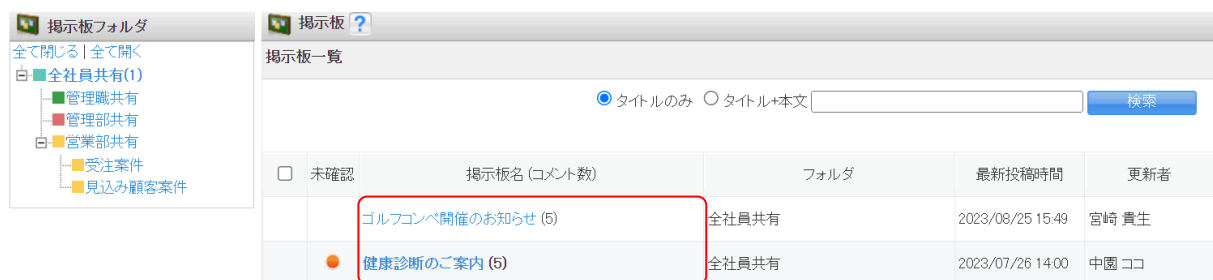 掲示板フォルダ
全て閉じる | 全て開く
全社員共有(1)
管理職共有
管理部共有
営業部共有
受注案件
見込み顧客案件
掲示板 ?
掲示板一覧
タイトルのみ タイトル+本文 検索
未確認 掲示板名 (コメント数) フォルダ 最新投稿時間 更新者
ゴルフコンペ開催のお知らせ (5) 全社員共有 2023/08/25 15:49 宮崎 貴生
健康診断のご案内 (5) 全社員共有 2023/07/26 14:00 中園 ココ